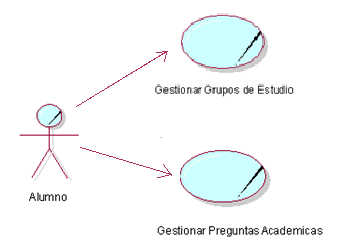 Gestionar Grupos de Estudio
Alumno
Gestionar Preguntas Academicas